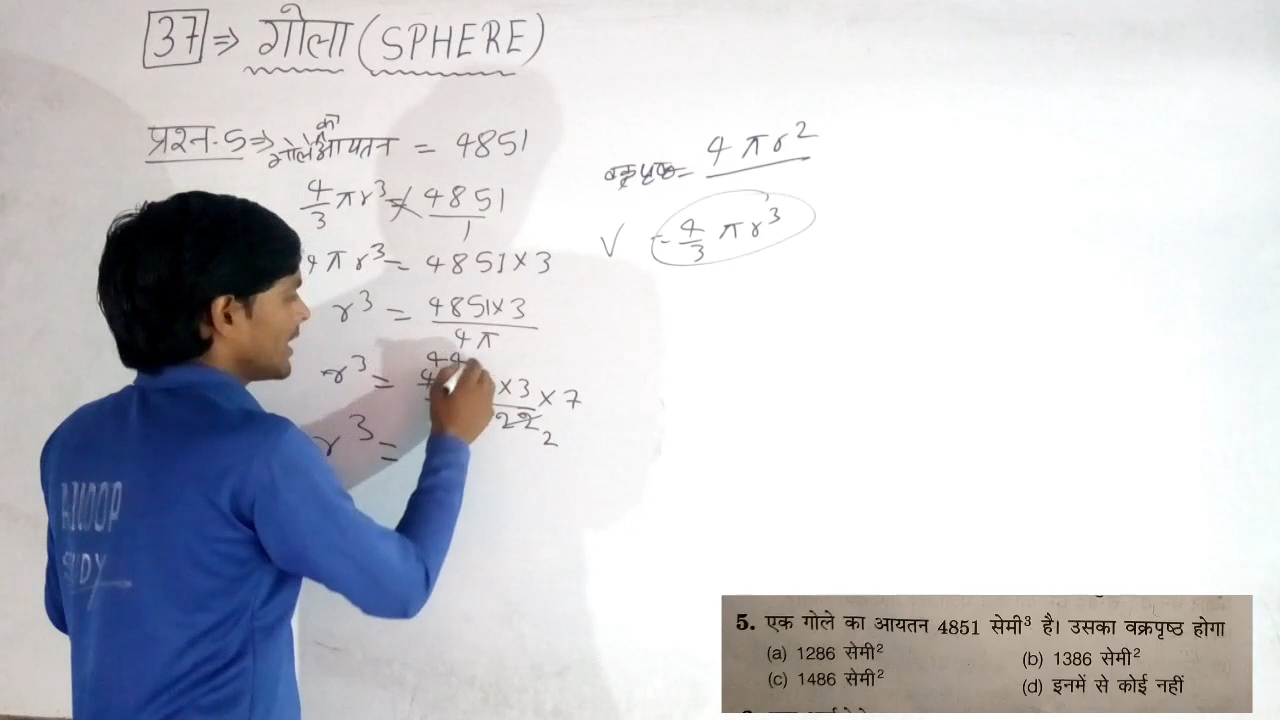 37 ⇒ गोला (SPHERE)
प्रश्न-5 ⇒ गोले का आयतन = 4851
4/3 πr³ = 4851/1
4πr³ = 4851×3
r³ = 4851×3/4π
r³ = ×3×7
22
2
r³ =
वक्रपृष्ठ = 4πr²
V = 4/3 πr³
STUDY
5. एक गोले का आयतन 4851 सेमी³ है। उसका वक्रपृष्ठ होगा
(a) 1286 सेमी² (b) 1386 सेमी²
(c) 1486 सेमी² (d) इनमें से कोई नहीं